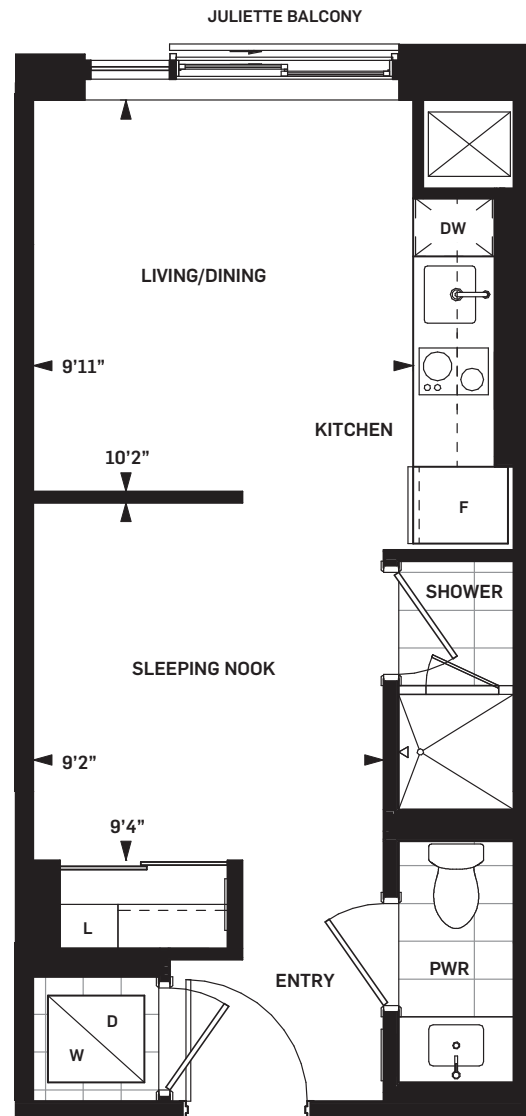 JULIETTE BALCONY
DW
LIVING/DINING
9'11”
KITCHEN
10'2”
F
SHOWER
SLEEPING NOOK
9'2”
9'4”
L
PWR
ENTRY
D
W